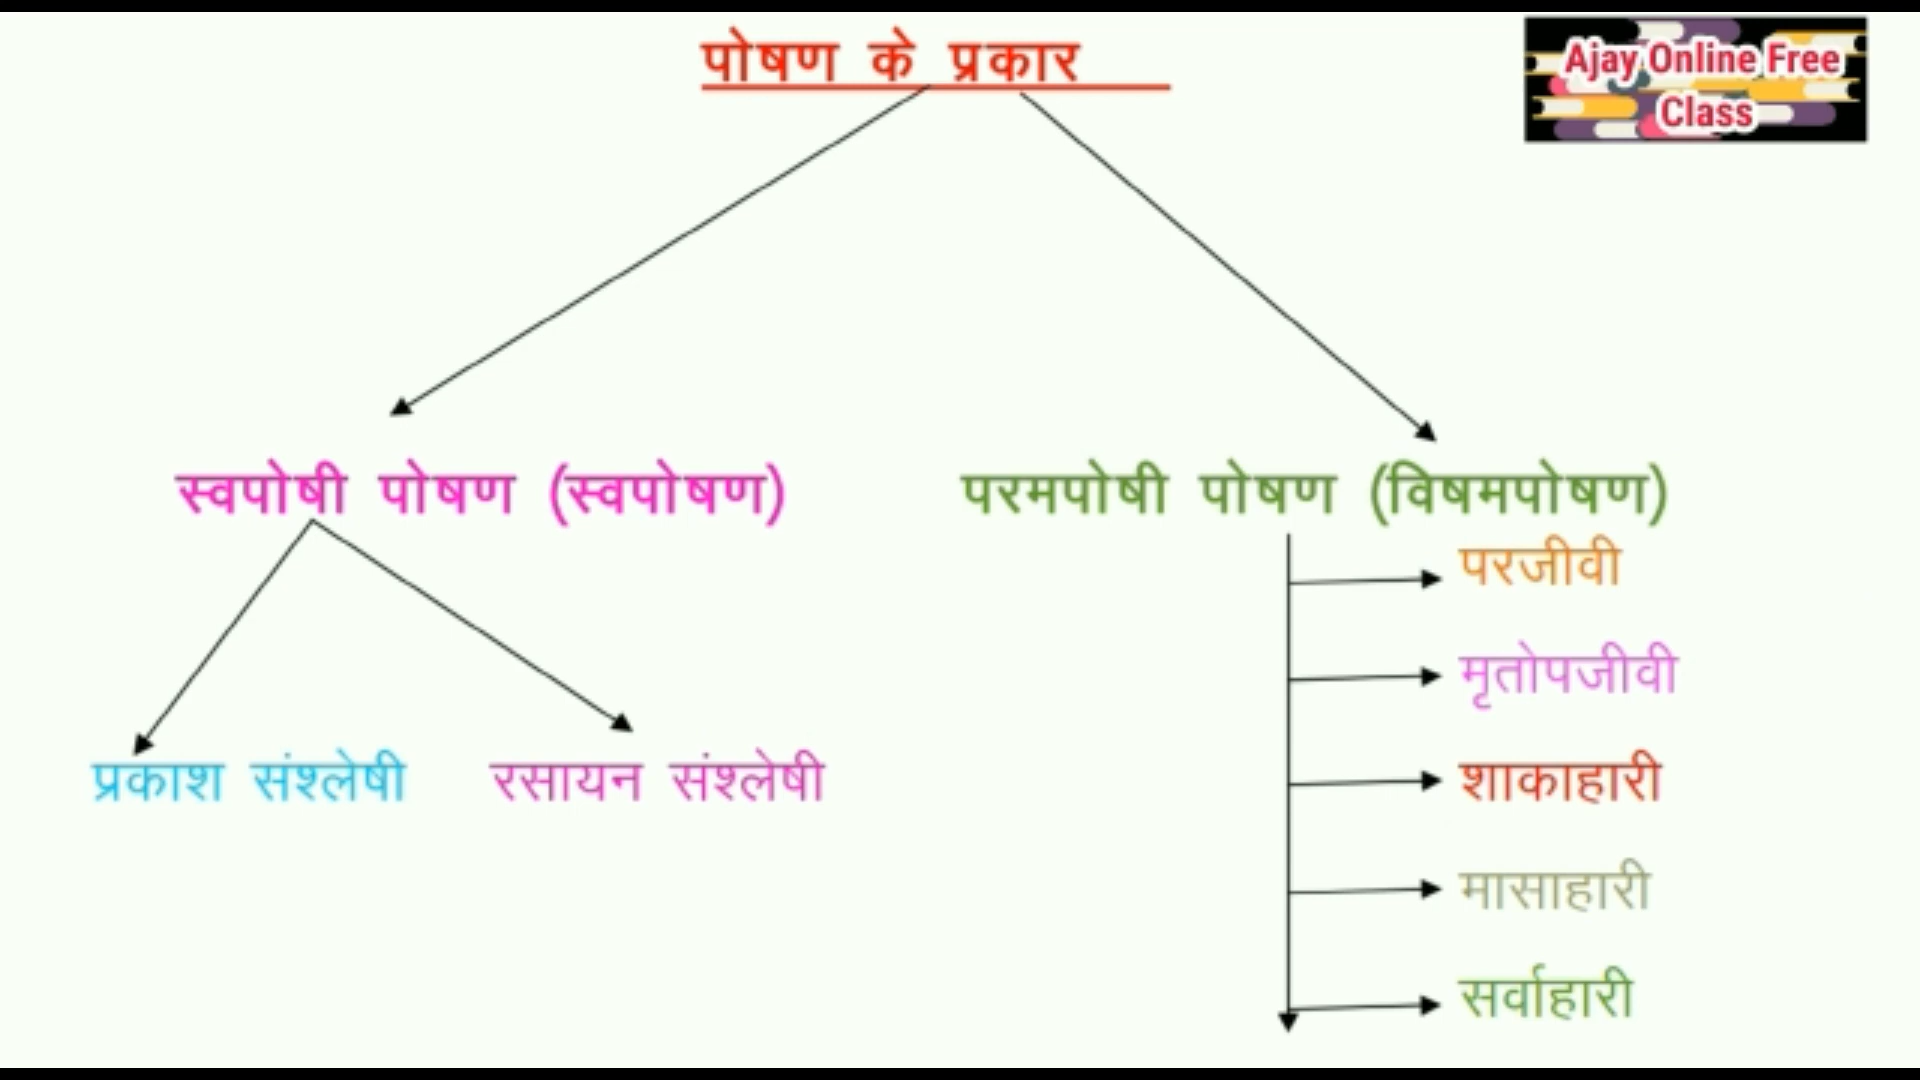 पोषण के प्रकार
Ajay Online Free
Class
स्वपोषी पोषण (स्वपोषण)
परमपोषी पोषण (विषमपोषण)
परजीवी
मृतोपजीवी
प्रकाश संश्लेषी
रसायन संश्लेषी
शाकाहारी
मासाहारी
सर्वाहारी